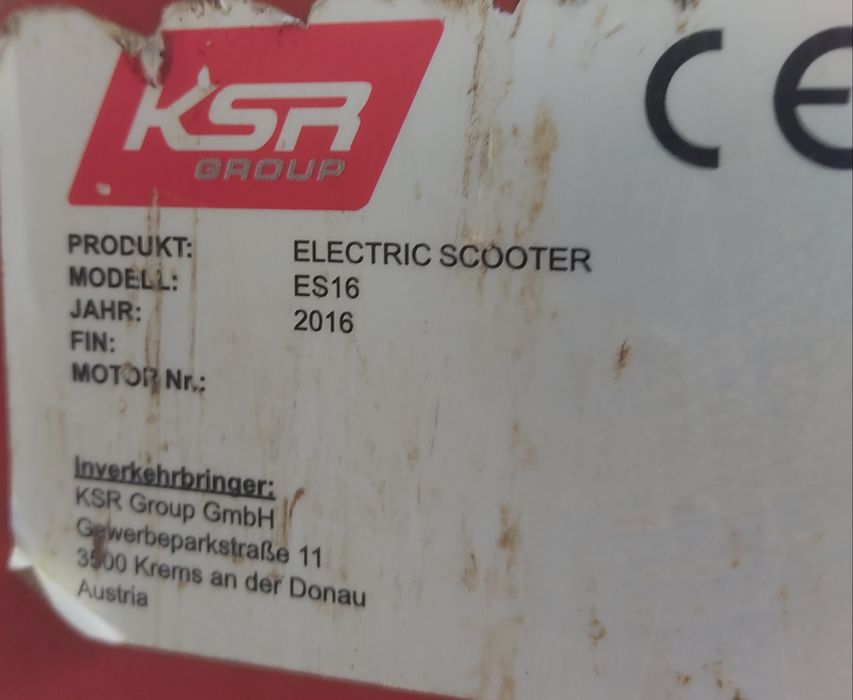 KSR
GROUP
CE
PRODUKT: ELECTRIC SCOOTER
MODELL: ES16
JAHR: 2016
FIN:
MOTOR Nr.:
Inverkehrbringer:
KSR Group GmbH
Gewerbeparkstraße 11
3500 Krems an der Donau
Austria